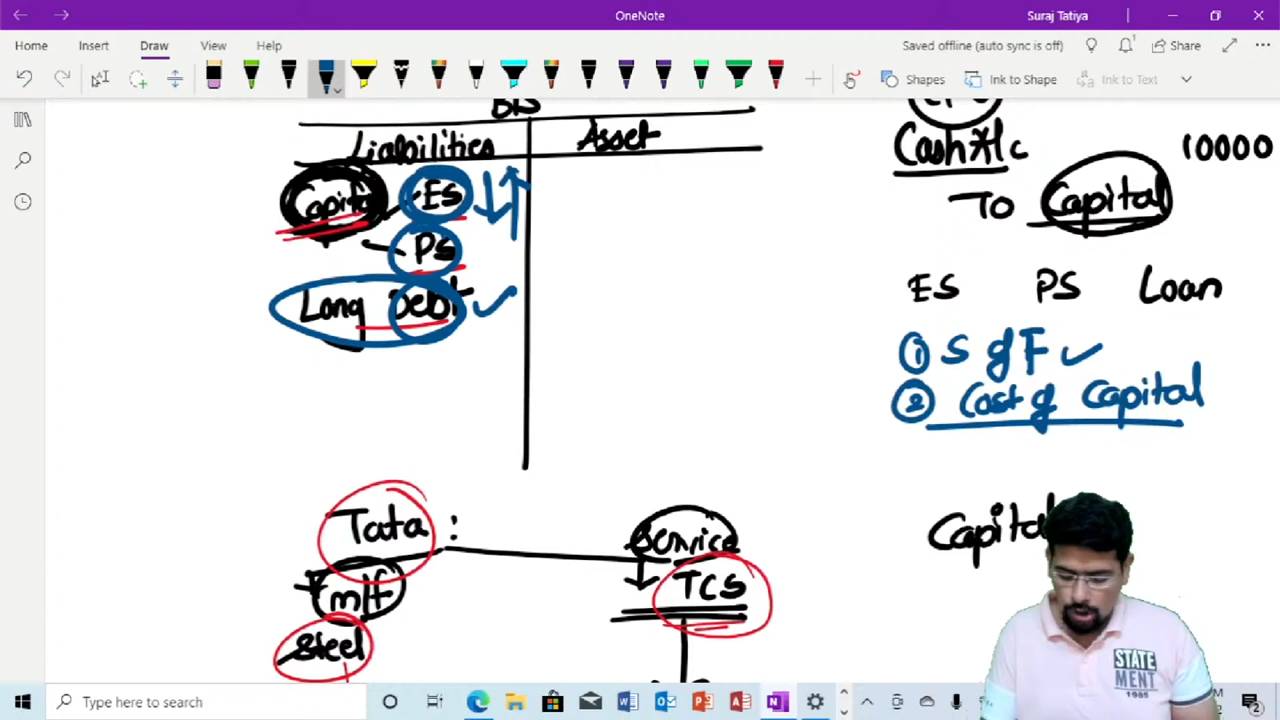 OneNote
Suraj Tatiya
Home Insert Draw View Help
Saved offline (auto sync is off)
Share
Shapes
Ink to Shape
Ink to Text
B/S
Liabilities Asset
Capital ES
PS
Long Debt
Cash A/c 10000
To Capital
ES PS Loan
① S of F ✓
② Cost of Capital
Tata :
Service
m/f
TCS
Steel
Capital
STATE
MENT
1985
Type here to search